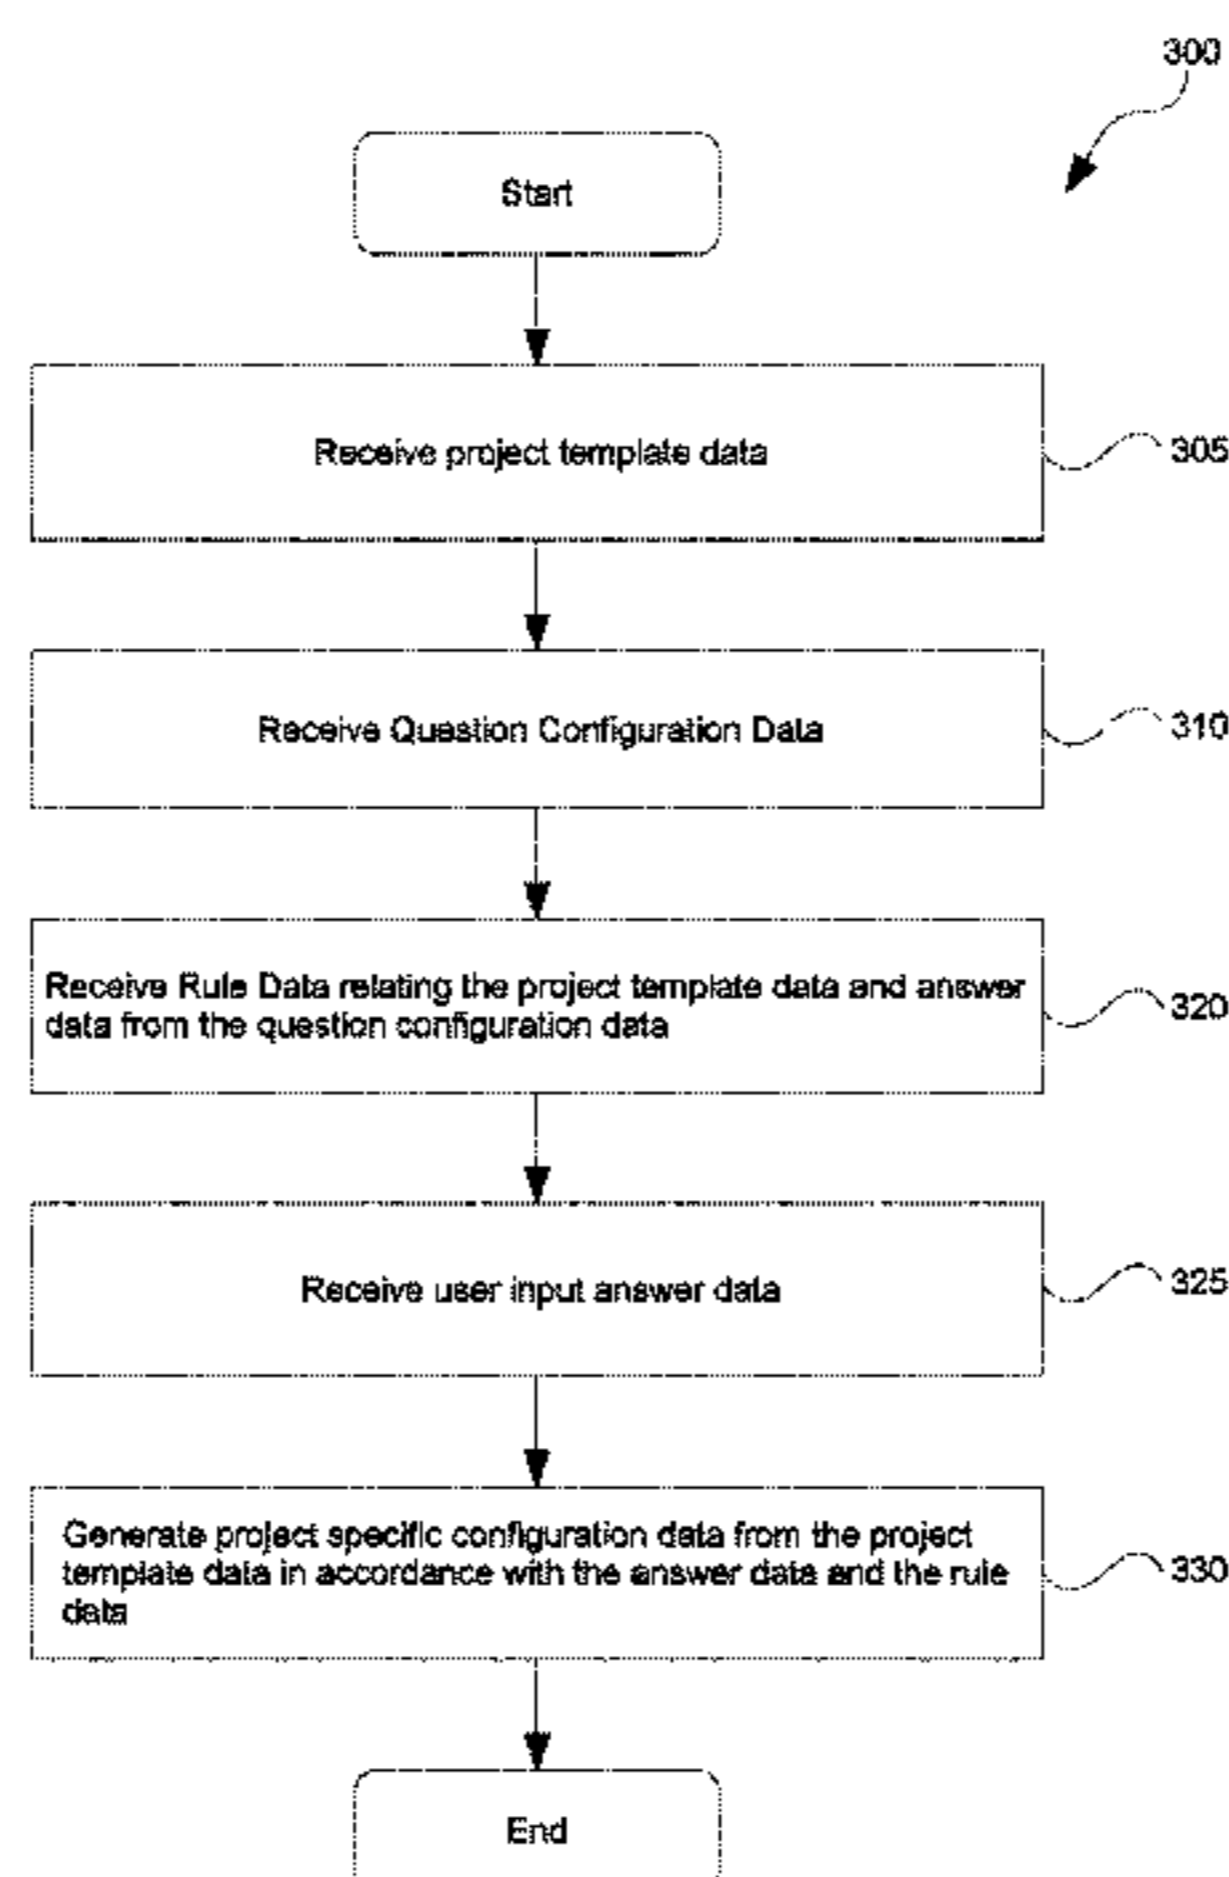 300
Start
Receive project template data
305
Receive Question Configuration Data
310
Receive Rule Data relating the project template data and answer
data from the question configuration data
320
Receive user input answer data
325
Generate project specific configuration data from the project
template data in accordance with the answer data and the rule
data
330
End